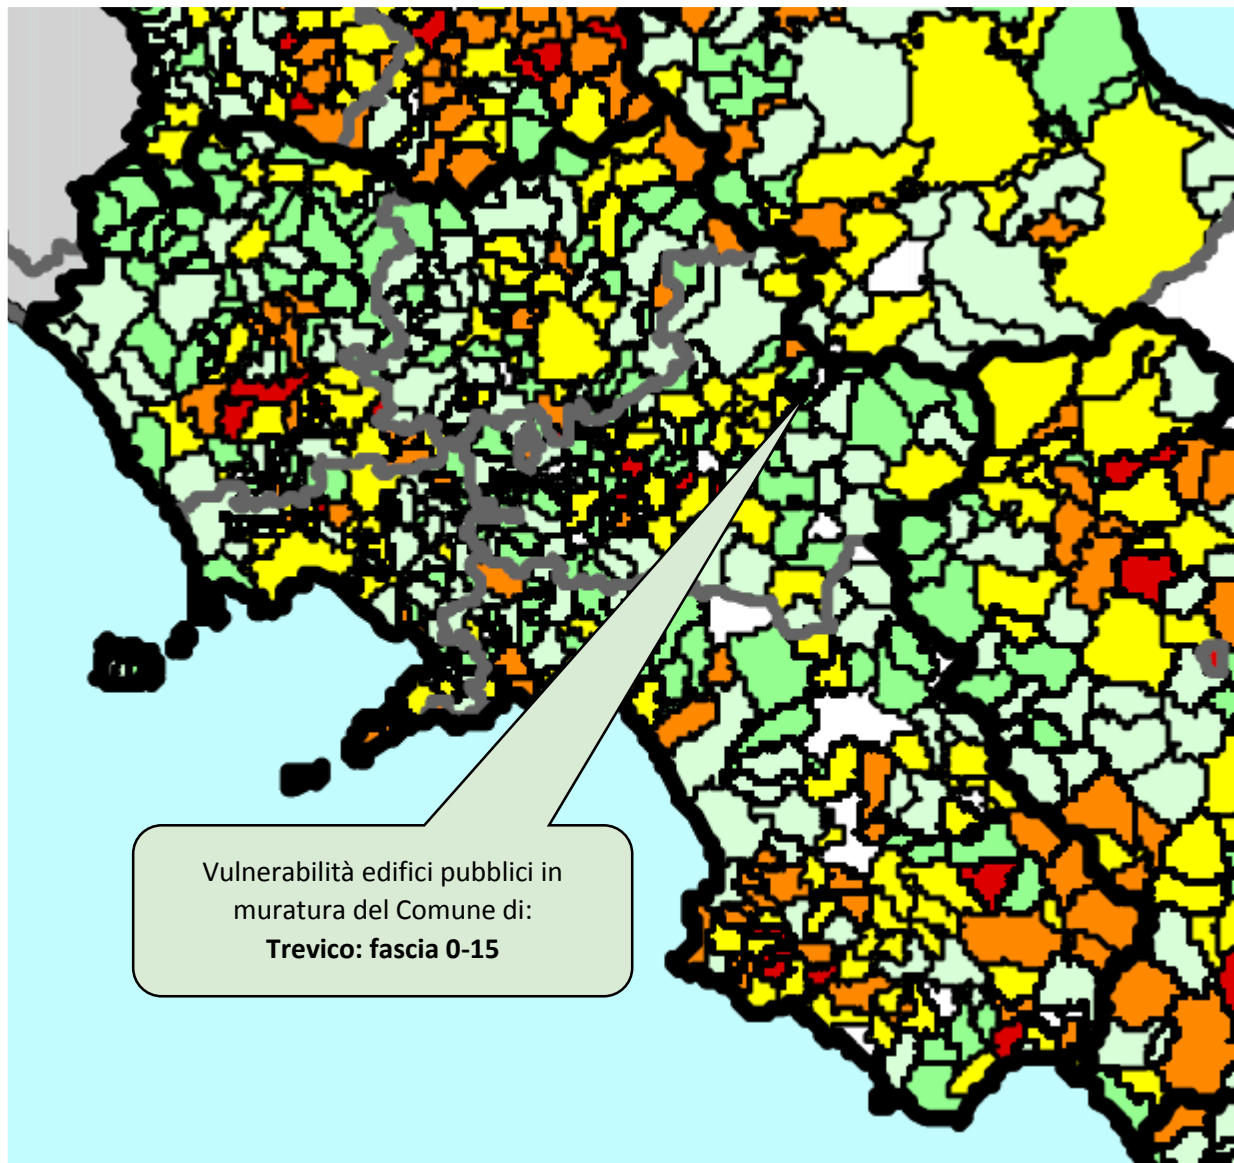 Vulnerabilità edifici pubblici in
muratura del Comune di:
Trevico: fascia 0-15